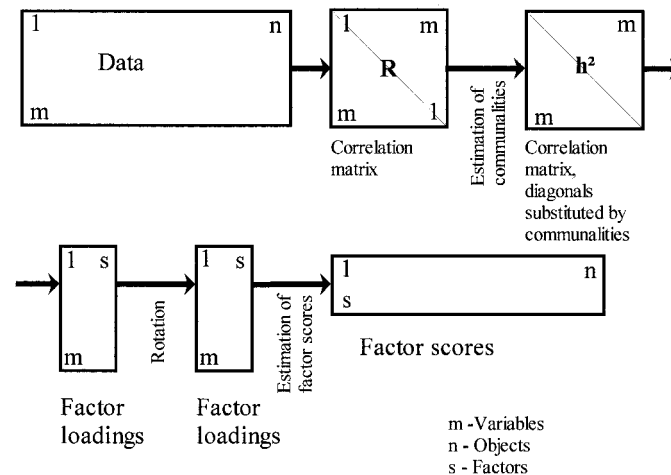 1 n
Data
m
1 m
R
m 1
Correlation
matrix
Estimation of
communalities
m
h²
m
Correlation
matrix,
diagonals
substituted by
communalities
1 s
m
Factor
loadings
Rotation
1 s
m
Factor
loadings
Estimation of
factor scores
1 n
s
Factor scores
m - Variables
n - Objects
s - Factors